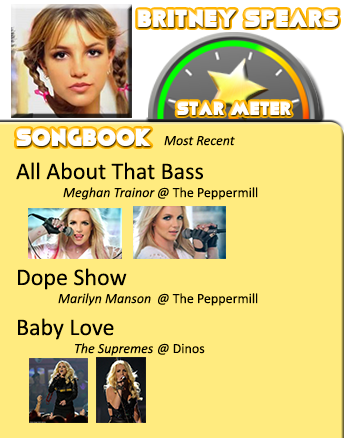 BRITNEY SPEARS
STAR METER
SONGBOOK Most Recent
All About That Bass
Meghan Trainor @ The Peppermill
Dope Show
Marilyn Manson @ The Peppermill
Baby Love
The Supremes @ Dinos